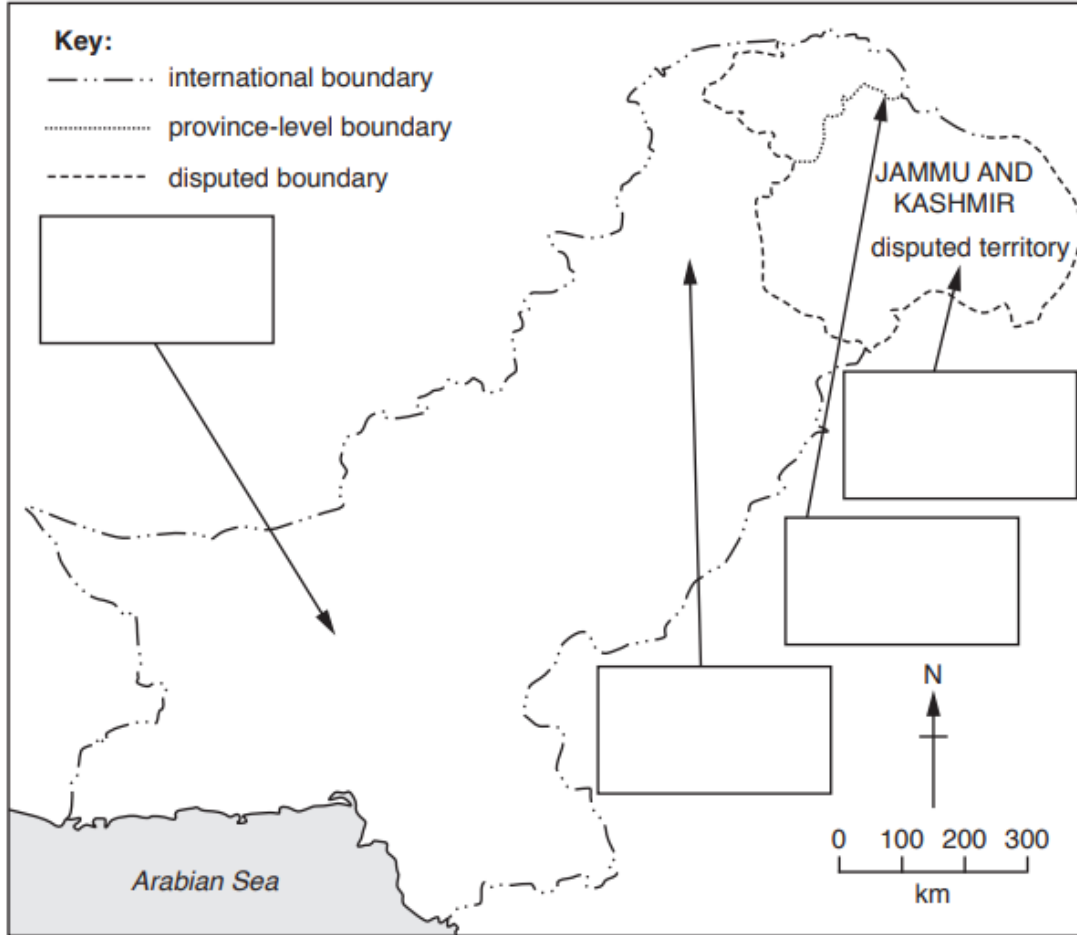 Key:
international boundary
province-level boundary
disputed boundary
JAMMU AND
KASHMIR
disputed territory
N
0 100 200 300
km
Arabian Sea